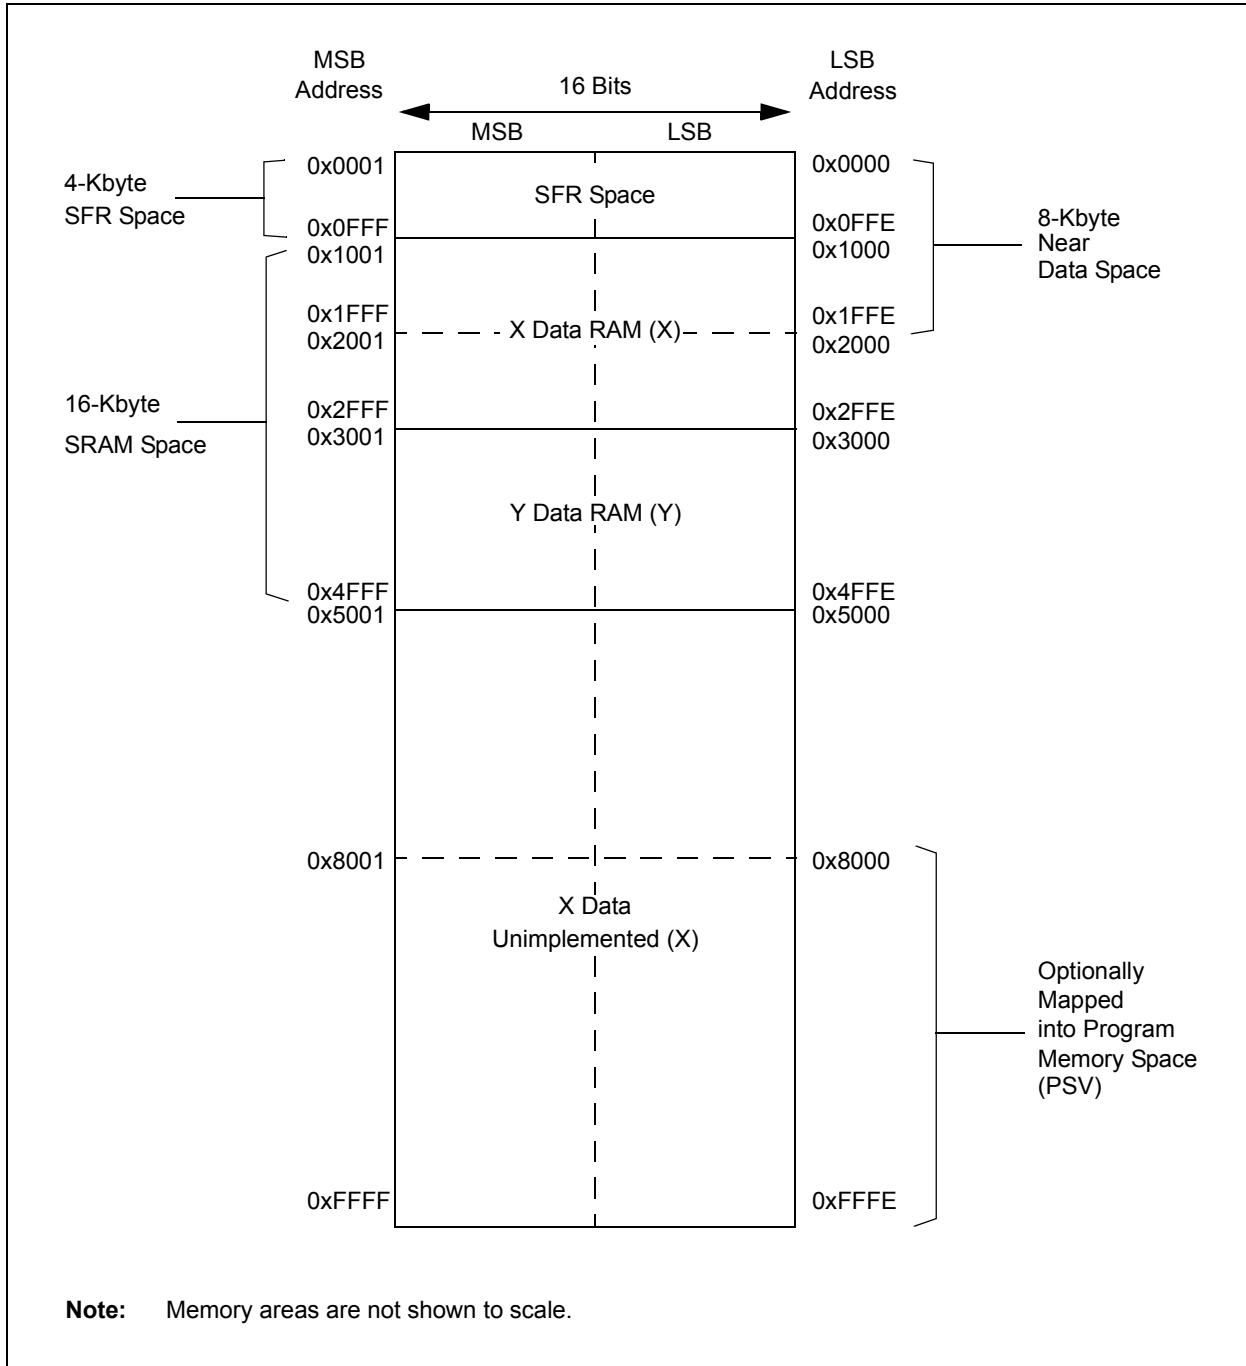 MSB
Address
LSB
Address
16 Bits
MSB
LSB
4-Kbyte
SFR Space
0x0001
0x0FFF
0x1001
SFR Space
0x0000
0x0FFE
0x1000
8-Kbyte
Near
Data Space
0x1FFF
0x2001
X Data RAM (X)
0x1FFE
0x2000
16-Kbyte
SRAM Space
0x2FFF
0x3001
0x2FFE
0x3000
Y Data RAM (Y)
0x4FFF
0x5001
0x4FFE
0x5000
0x8001
0x8000
X Data
Unimplemented (X)
Optionally
Mapped
into Program
Memory Space
(PSV)
0xFFFF
0xFFFE
Note: Memory areas are not shown to scale.